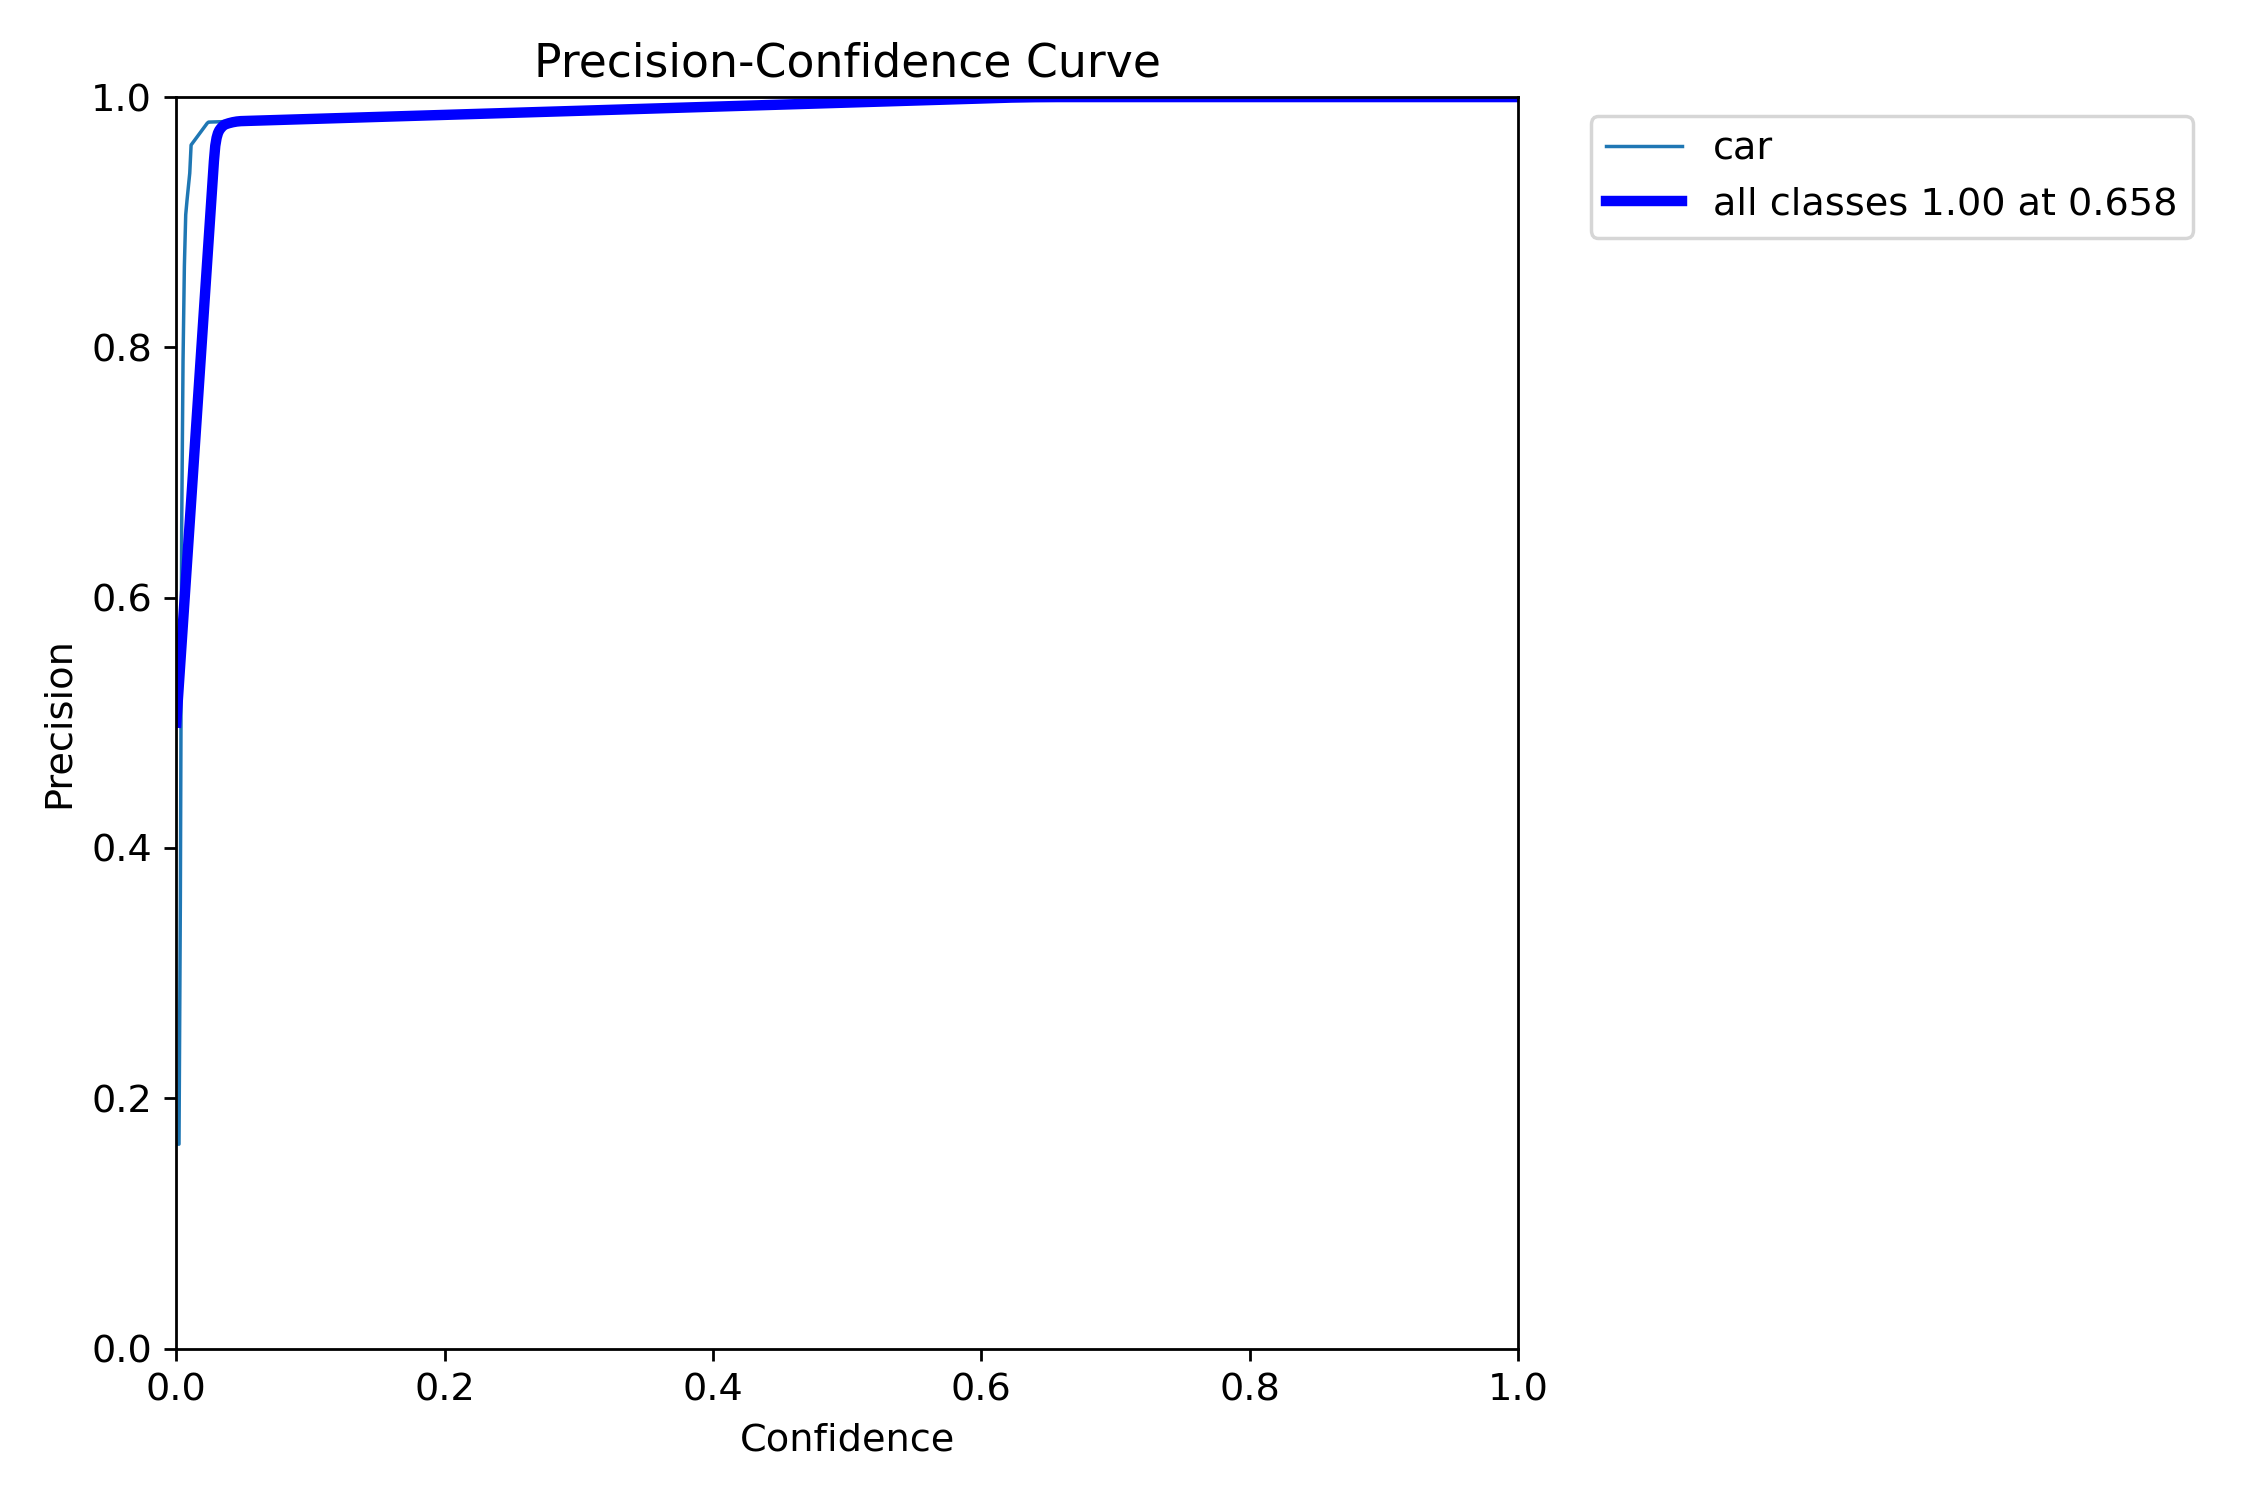 Precision-Confidence Curve
1.0
0.8
0.6
0.4
0.2
0.0
Precision
0.0 0.2 0.4 0.6 0.8 1.0
Confidence
car
all classes 1.00 at 0.658